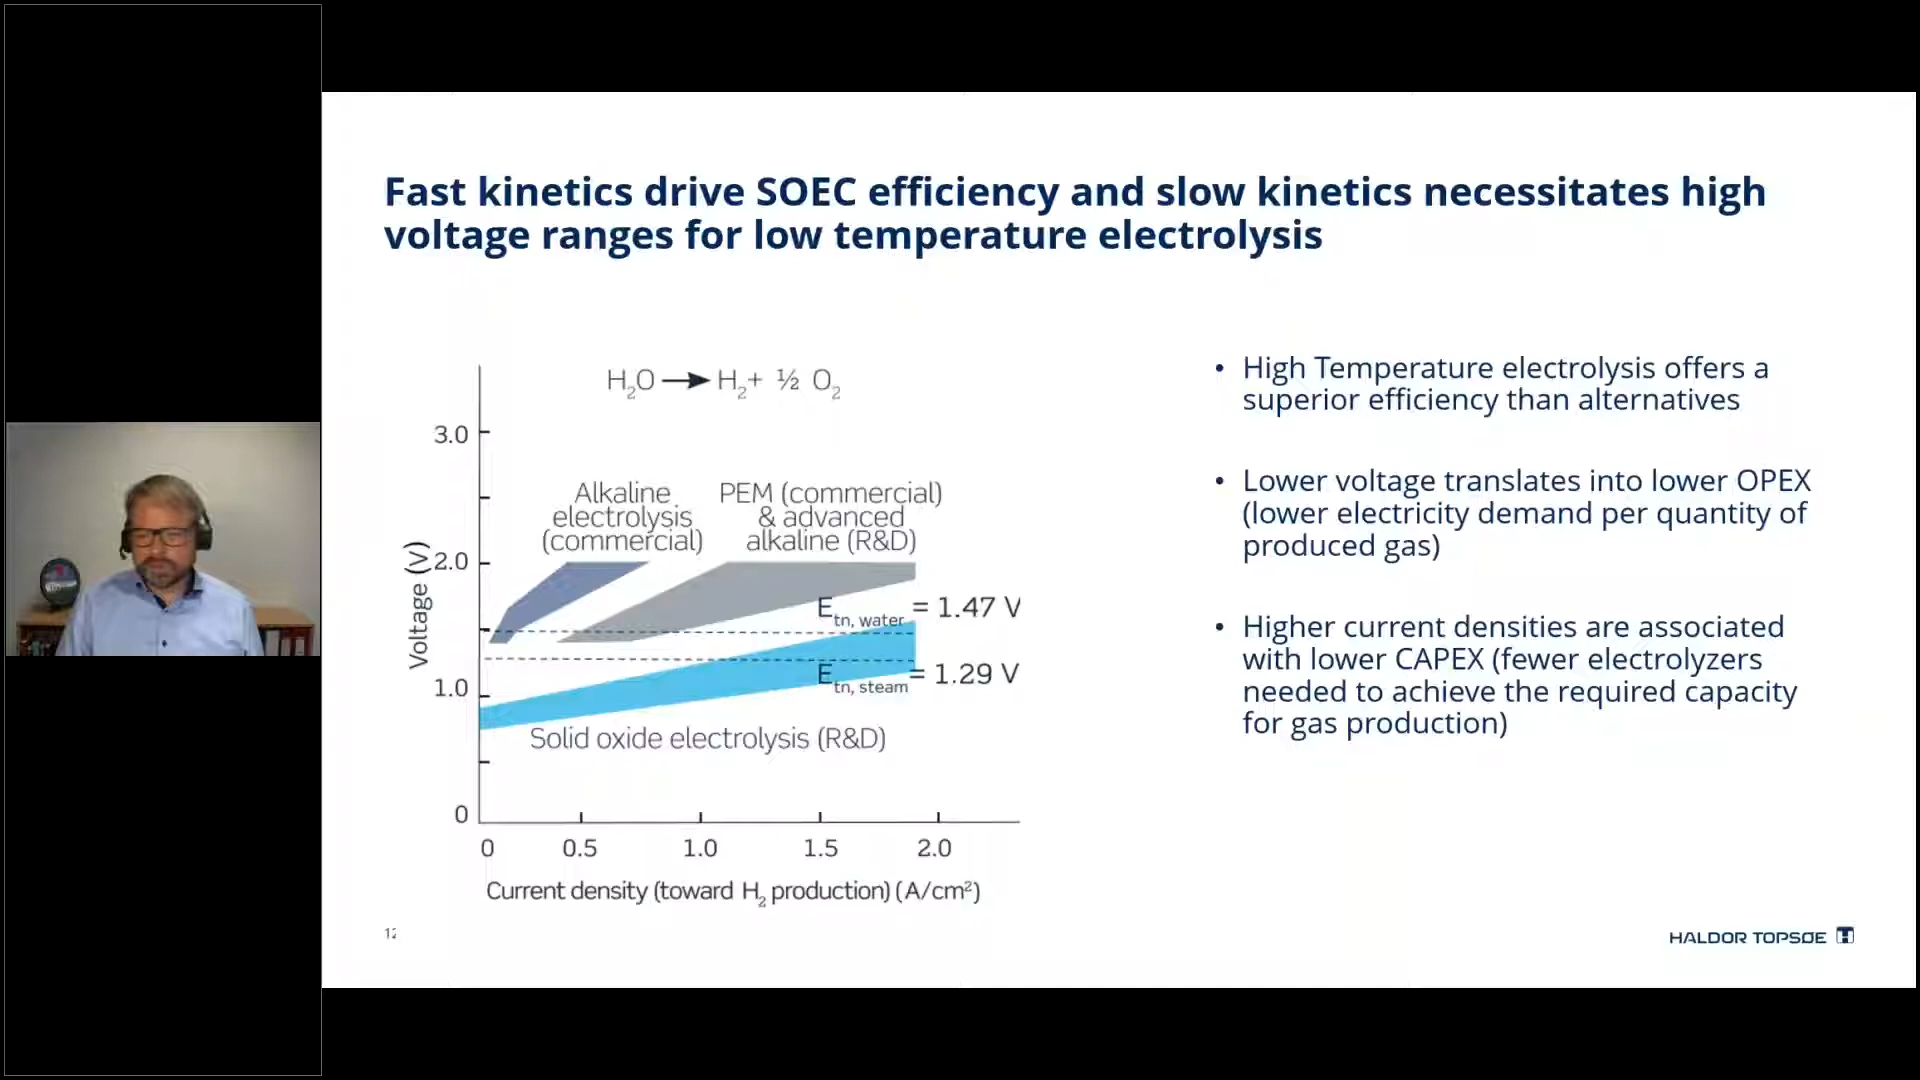 Fast kinetics drive SOEC efficiency and slow kinetics necessitates high
voltage ranges for low temperature electrolysis
H₂O → H₂+ ½ O₂
3.0
2.0
1.0
0
Voltage (V)
Alkaline
electrolysis
(commercial)
PEM (commercial)
& advanced
alkaline (R&D)
E tn, water = 1.47 V
E tn, steam = 1.29 V
Solid oxide electrolysis (R&D)
0 0.5 1.0 1.5 2.0
Current density (toward H₂ production) (A/cm²)
• High Temperature electrolysis offers a
superior efficiency than alternatives
• Lower voltage translates into lower OPEX
(lower electricity demand per quantity of
produced gas)
• Higher current densities are associated
with lower CAPEX (fewer electrolyzers
needed to achieve the required capacity
for gas production)
12
HALDOR TOPSØE